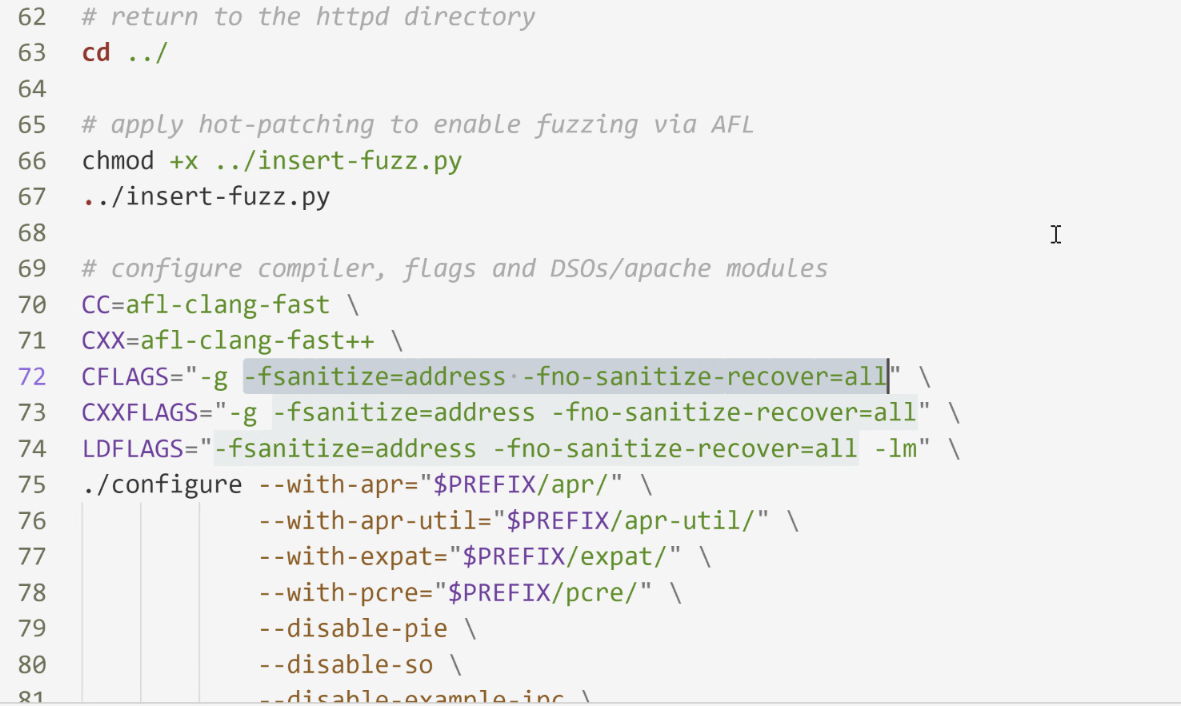 62 # return to the httpd directory
63 cd ../
64
65 # apply hot-patching to enable fuzzing via AFL
66 chmod +x ../insert-fuzz.py
67 ../insert-fuzz.py
68
69 # configure compiler, flags and DSOs/apache modules
70 CC=afl-clang-fast \
71 CXX=afl-clang-fast++ \
72 CFLAGS="-g -fsanitize=address -fno-sanitize-recover=all" \
73 CXXFLAGS="-g -fsanitize=address -fno-sanitize-recover=all" \
74 LDFLAGS="-fsanitize=address -fno-sanitize-recover=all -lm" \
75 ./configure --with-apr="$PREFIX/apr/" \
76 --with-apr-util="$PREFIX/apr-util/" \
77 --with-expat="$PREFIX/expat/" \
78 --with-pcre="$PREFIX/pcre/" \
79 --disable-pie \
80 --disable-so \
81 --disable-example-ipc \